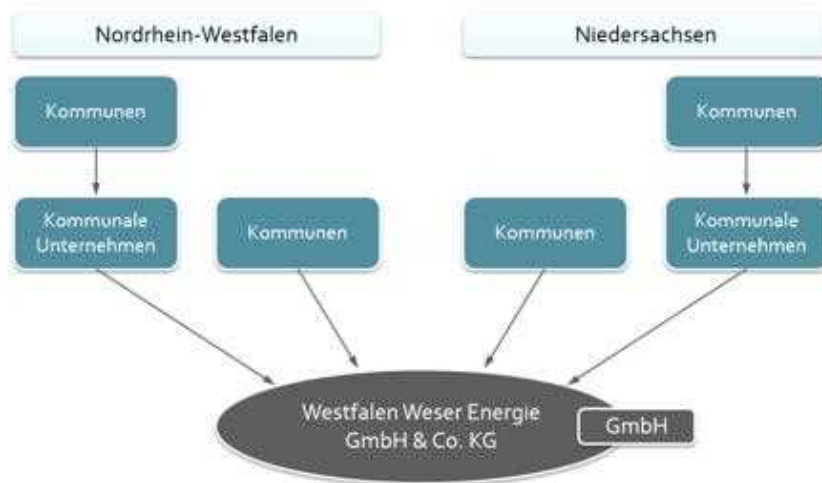 Nordrhein-Westfalen
Niedersachsen
Kommunen
Kommunen
Kommunale
Unternehmen
Kommunen
Kommunen
Kommunale
Unternehmen
Westfalen Weser Energie
GmbH & Co. KG
GmbH